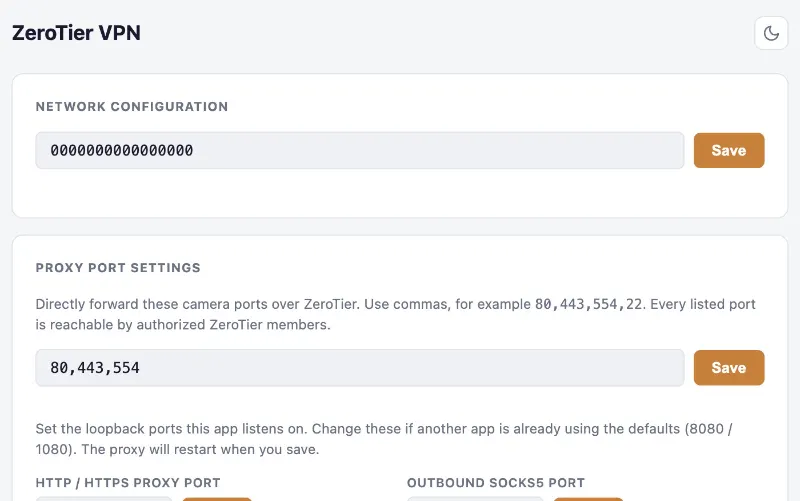 ZeroTier VPN
NETWORK CONFIGURATION
0000000000000000
Save
PROXY PORT SETTINGS
Directly forward these camera ports over ZeroTier. Use commas, for example 80,443,554,22. Every listed port
is reachable by authorized ZeroTier members.
80,443,554
Save
Set the loopback ports this app listens on. Change these if another app is already using the defaults (8080 /
1080). The proxy will restart when you save.
HTTP / HTTPS PROXY PORT
OUTBOUND SOCKS5 PORT